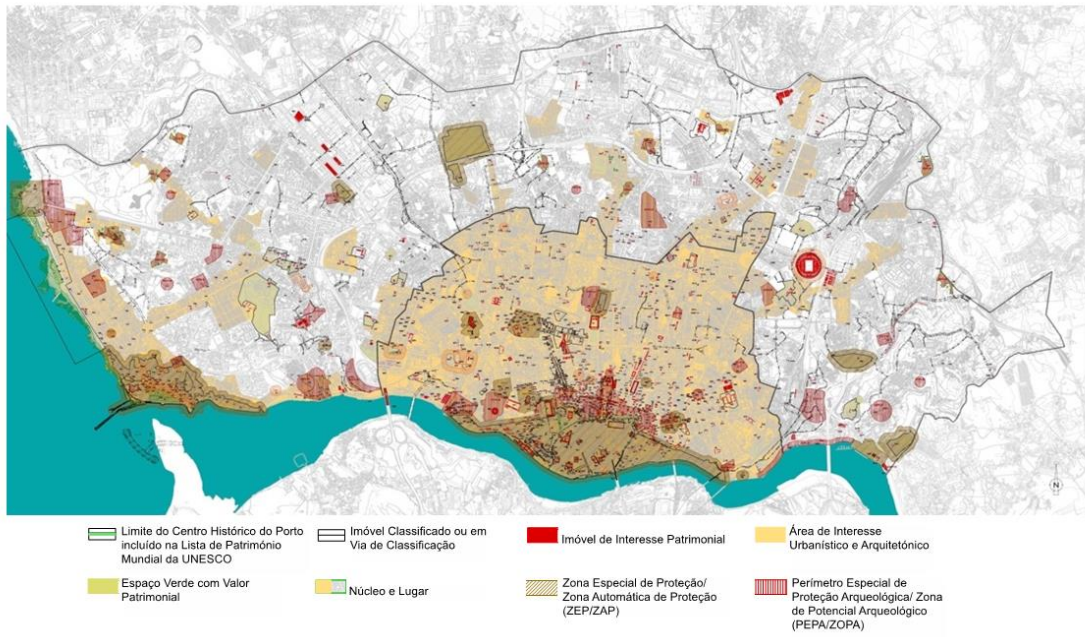 N
Limite do Centro Histórico do Porto
incluído na Lista de Património
Mundial da UNESCO
Imóvel Classificado ou em
Via de Classificação
Imóvel de Interesse Patrimonial
Área de Interesse
Urbanístico e Arquitetónico
Espaço Verde com Valor
Patrimonial
Núcleo e Lugar
Zona Especial de Proteção/
Zona Automática de Proteção
(ZEP/ZAP)
Perímetro Especial de
Proteção Arqueológica/ Zona
de Potencial Arqueológico
(PEPA/ZOPA)